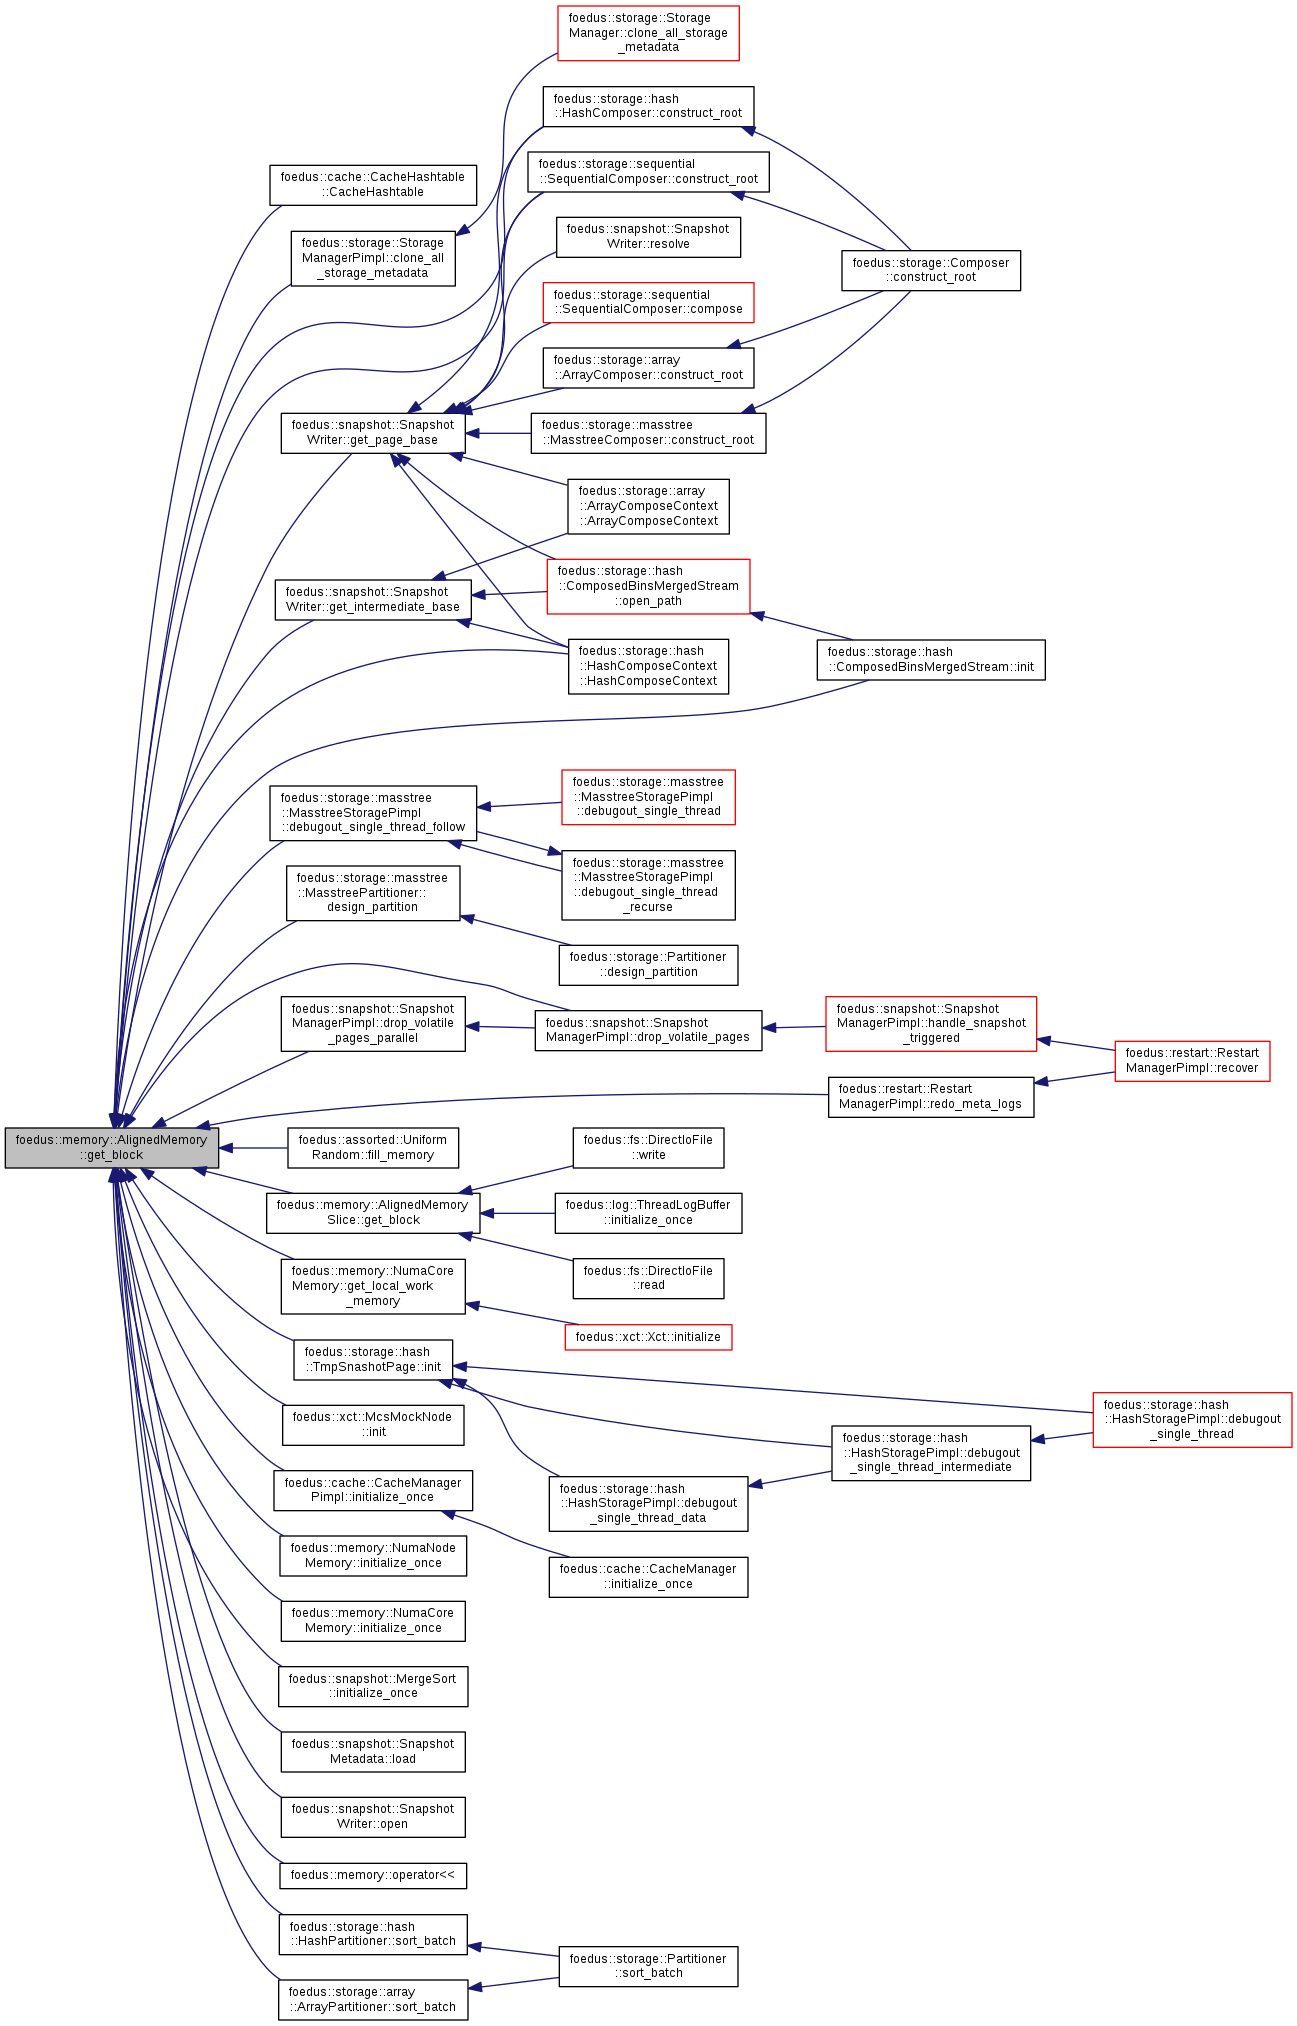 foedus::storage::Storage
Manager::clone_all_storage
_metadata
foedus::storage::hash
::HashComposer::construct_root
foedus::storage::sequential
::SequentialComposer::construct_root
foedus::cache::CacheHashtable
::CacheHashtable
foedus::snapshot::Snapshot
Writer::resolve
foedus::storage::Storage
ManagerPimpl::clone_all
_storage_metadata
foedus::storage::Composer
::construct_root
foedus::storage::sequential
::SequentialComposer::compose
foedus::storage::array
::ArrayComposer::construct_root
foedus::snapshot::Snapshot
Writer::get_page_base
foedus::storage::masstree
::MasstreeComposer::construct_root
foedus::storage::array
::ArrayComposeContext
::ArrayComposeContext
foedus::storage::hash
::ComposedBinsMergedStream
::open_path
foedus::snapshot::Snapshot
Writer::get_intermediate_base
foedus::storage::hash
::HashComposeContext
::HashComposeContext
foedus::storage::hash
::ComposedBinsMergedStream::init
foedus::storage::masstree
::MasstreeStoragePimpl
::debugout_single_thread
foedus::storage::masstree
::MasstreeStoragePimpl
::debugout_single_thread_follow
foedus::storage::masstree
::MasstreeStoragePimpl
::debugout_single_thread
_recurse
foedus::storage::masstree
::MasstreePartitioner::
design_partition
foedus::storage::Partitioner
::design_partition
foedus::snapshot::Snapshot
ManagerPimpl::drop_volatile
_pages_parallel
foedus::snapshot::Snapshot
ManagerPimpl::drop_volatile_pages
foedus::snapshot::Snapshot
ManagerPimpl::handle_snapshot
_triggered
foedus::restart::Restart
ManagerPimpl::recover
foedus::restart::Restart
ManagerPimpl::redo_meta_logs
foedus::memory::AlignedMemory
::get_block
foedus::assorted::Uniform
Random::fill_memory
foedus::fs::DirectIoFile
::write
foedus::memory::AlignedMemory
Slice::get_block
foedus::log::ThreadLogBuffer
::initialize_once
foedus::fs::DirectIoFile
::read
foedus::memory::NumaCore
Memory::get_local_work
_memory
foedus::xct::Xct::initialize
foedus::storage::hash
::TmpSnashotPage::init
foedus::storage::hash
::HashStoragePimpl::debugout
_single_thread
foedus::xct::McsMockNode
::init
foedus::storage::hash
::HashStoragePimpl::debugout
_single_thread_intermediate
foedus::cache::CacheManager
Pimpl::initialize_once
foedus::storage::hash
::HashStoragePimpl::debugout
_single_thread_data
foedus::memory::NumaNode
Memory::initialize_once
foedus::cache::CacheManager
::initialize_once
foedus::memory::NumaCore
Memory::initialize_once
foedus::snapshot::MergeSort
::initialize_once
foedus::snapshot::Snapshot
Metadata::load
foedus::snapshot::Snapshot
Writer::open
foedus::memory::operator<<
foedus::storage::hash
::HashPartitioner::sort_batch
foedus::storage::Partitioner
::sort_batch
foedus::storage::array
::ArrayPartitioner::sort_batch